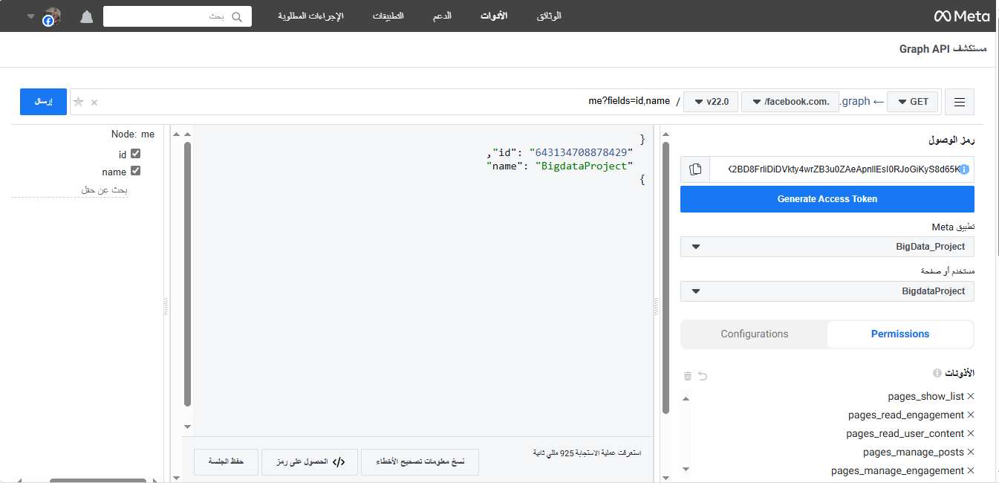 Meta
الوثائق
الأدوات
الدعم
التطبيقات
الإجراءات المطلوبة
بحث
مستكشف Graph API
GET
← graph.
facebook.com/.
v22.0
/ me?fields=id,name
إرسال
رمز الوصول
Generate Access Token
تطبيق Meta
BigData_Project
مستخدم أو صفحة
BigdataProject
Permissions
Configurations
الأذونات
pages_show_list
pages_read_engagement
pages_read_user_content
pages_manage_posts
pages_manage_engagement
{
"id": "643134708878429",
"name": "BigdataProject"
}
استغرقت عملية الاستجابة 925 مللي ثانية
نسخ معلومات تصحيح الأخطاء
</> الحصول على رمز
حفظ الجلسة
Node: me
id
name
بحث عن حقل